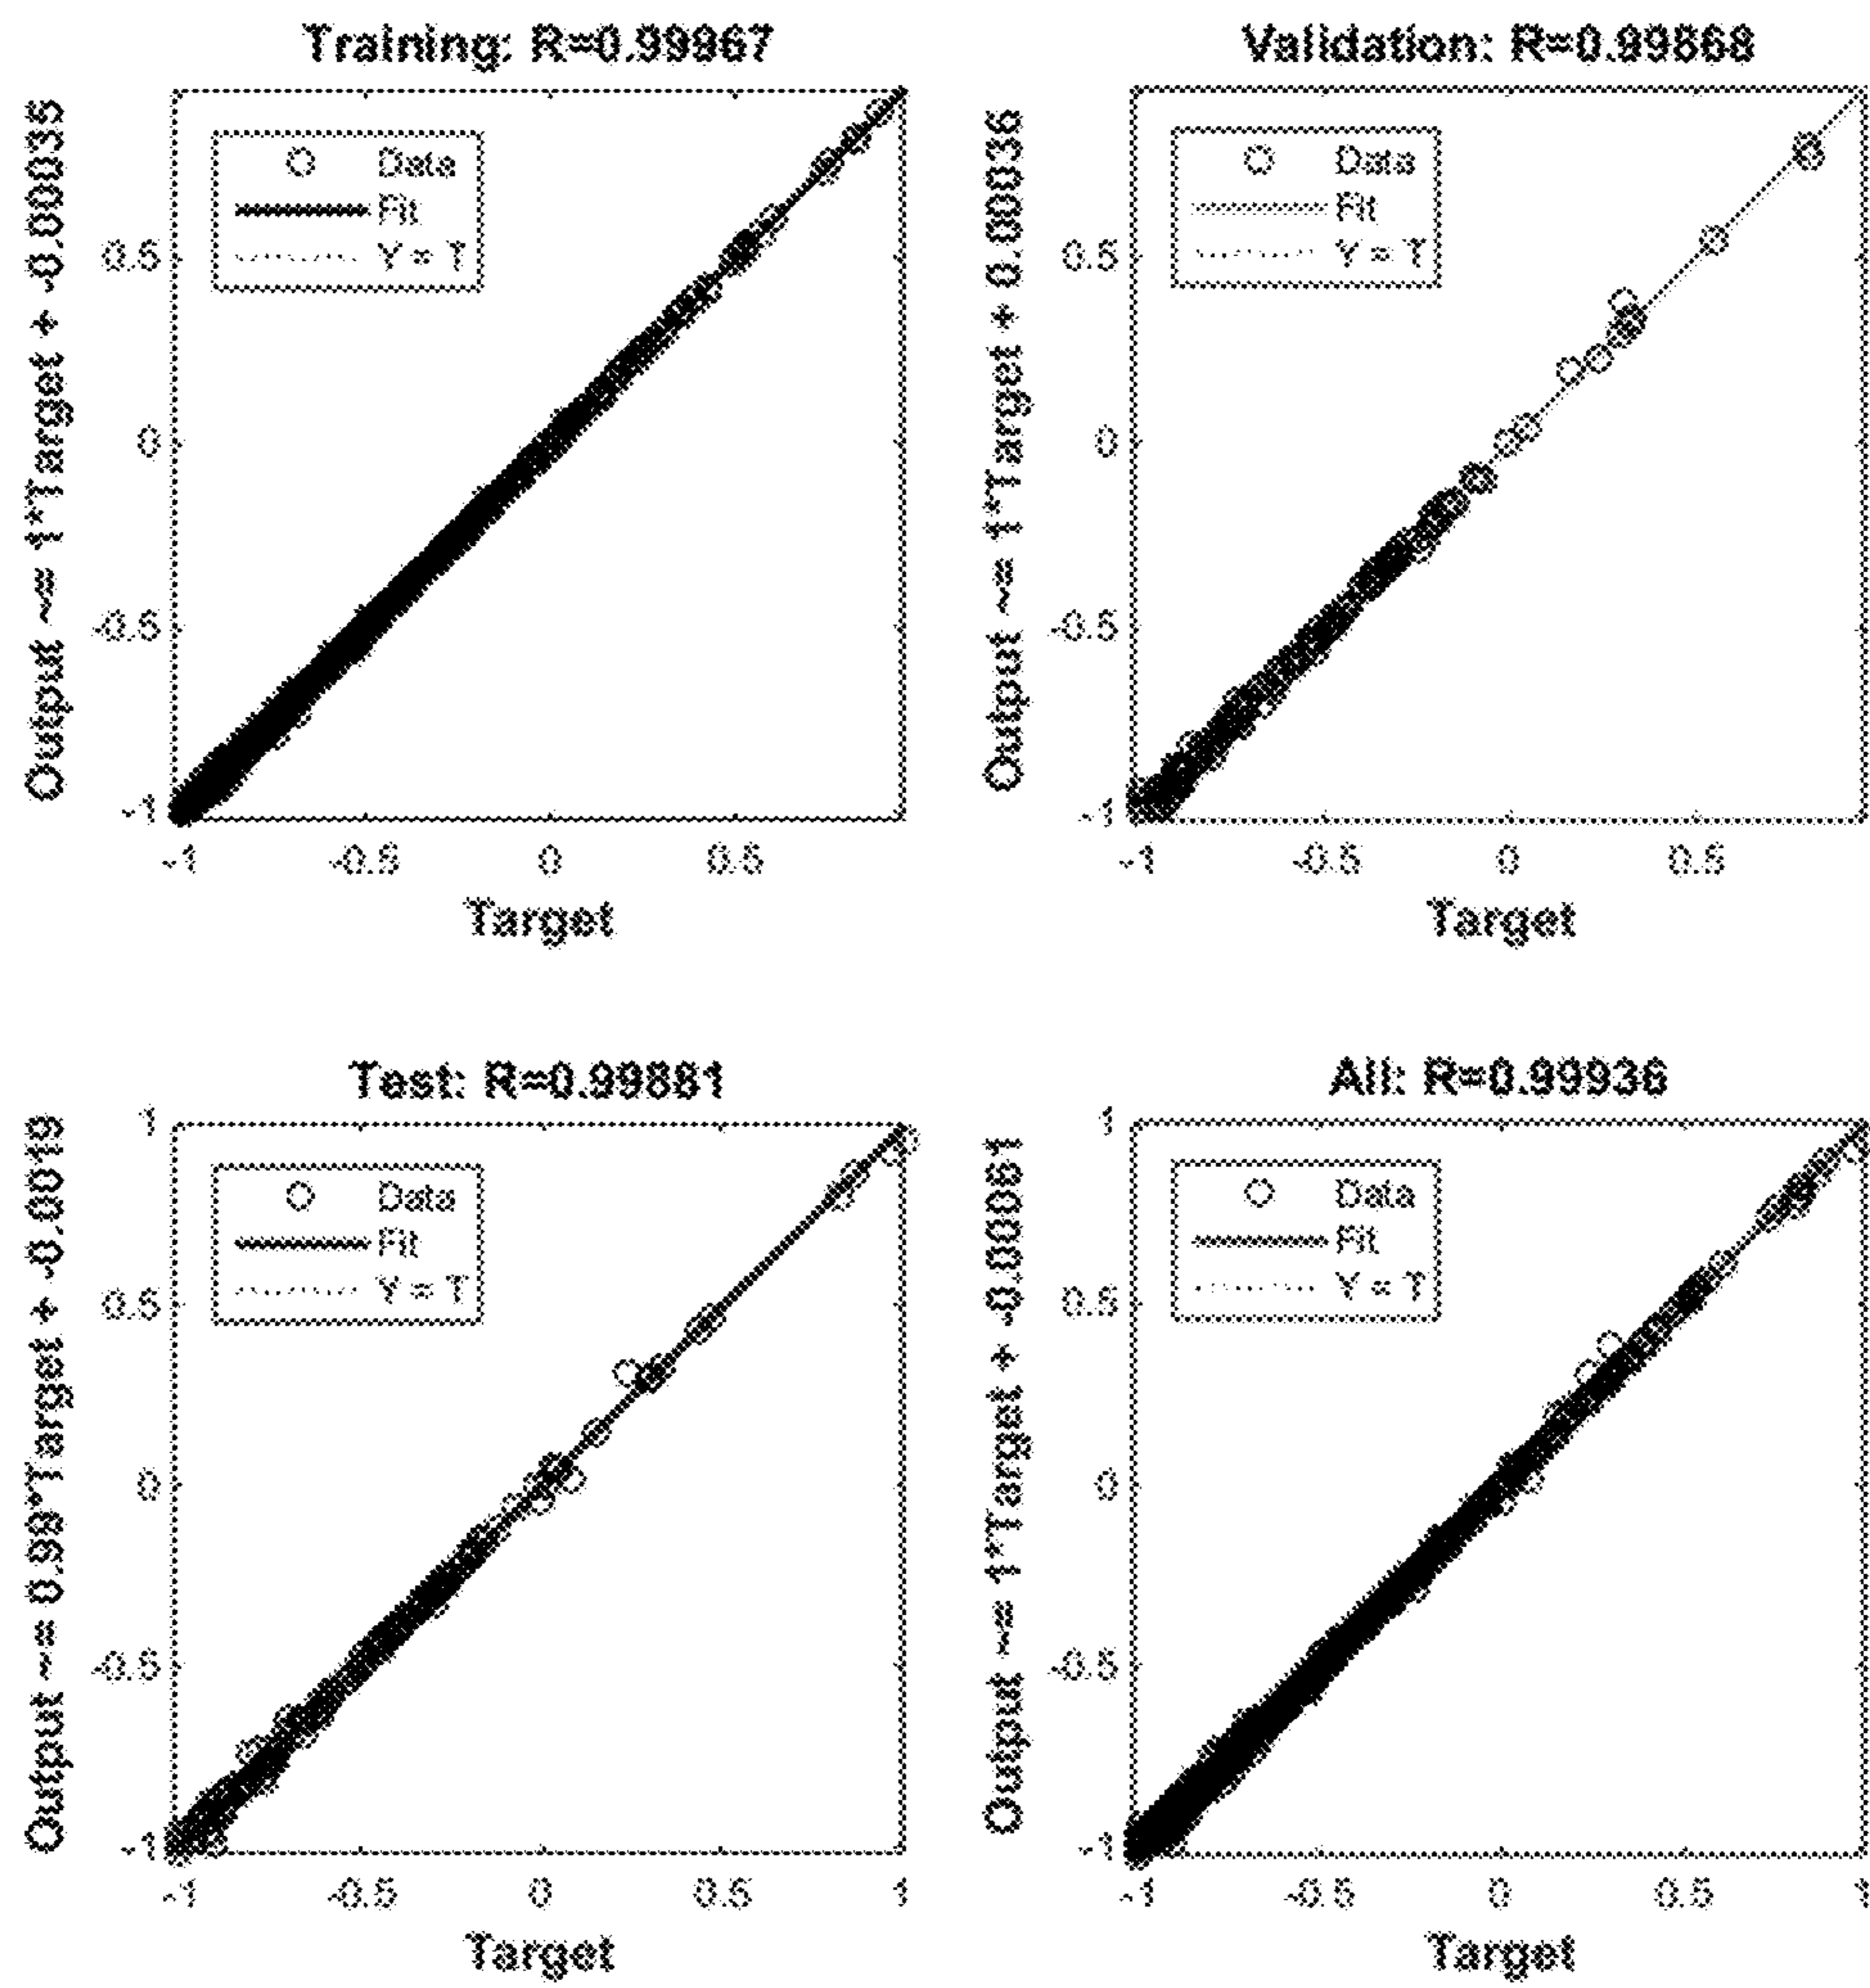 Training: R=0.99967
Output ~= 1*Target + -0.00035
Data
Fit
Y = T
0.5
0
-0.5
-1
-1 -0.5 0 0.5
Target
Validation: R=0.99868
Output ~= 1*Target + 0.00036
Data
Fit
Y = T
0.5
0
-0.5
-1
-1 -0.5 0 0.5
Target
Test: R=0.99861
Output ~= 0.99*Target + -0.0019
Data
Fit
Y = T
1
0.5
0
-0.5
-1
-1 -0.5 0 0.5 1
Target
All: R=0.99936
Output ~= 1*Target + -0.00061
Data
Fit
Y = T
1
0.5
0
-0.5
-1
-1 -0.5 0 0.5 1
Target